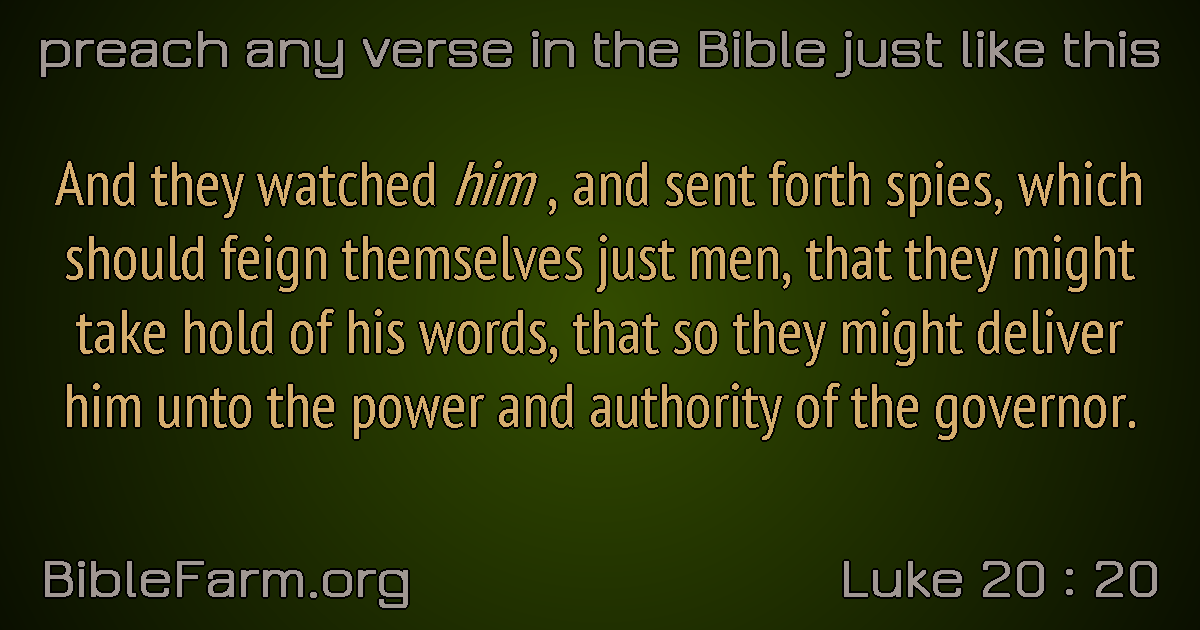 preach any verse in the Bible just like this
And they watched him , and sent forth spies, which
should feign themselves just men, that they might
take hold of his words, that so they might deliver
him unto the power and authority of the governor.
BibleFarm.org
Luke 20 : 20